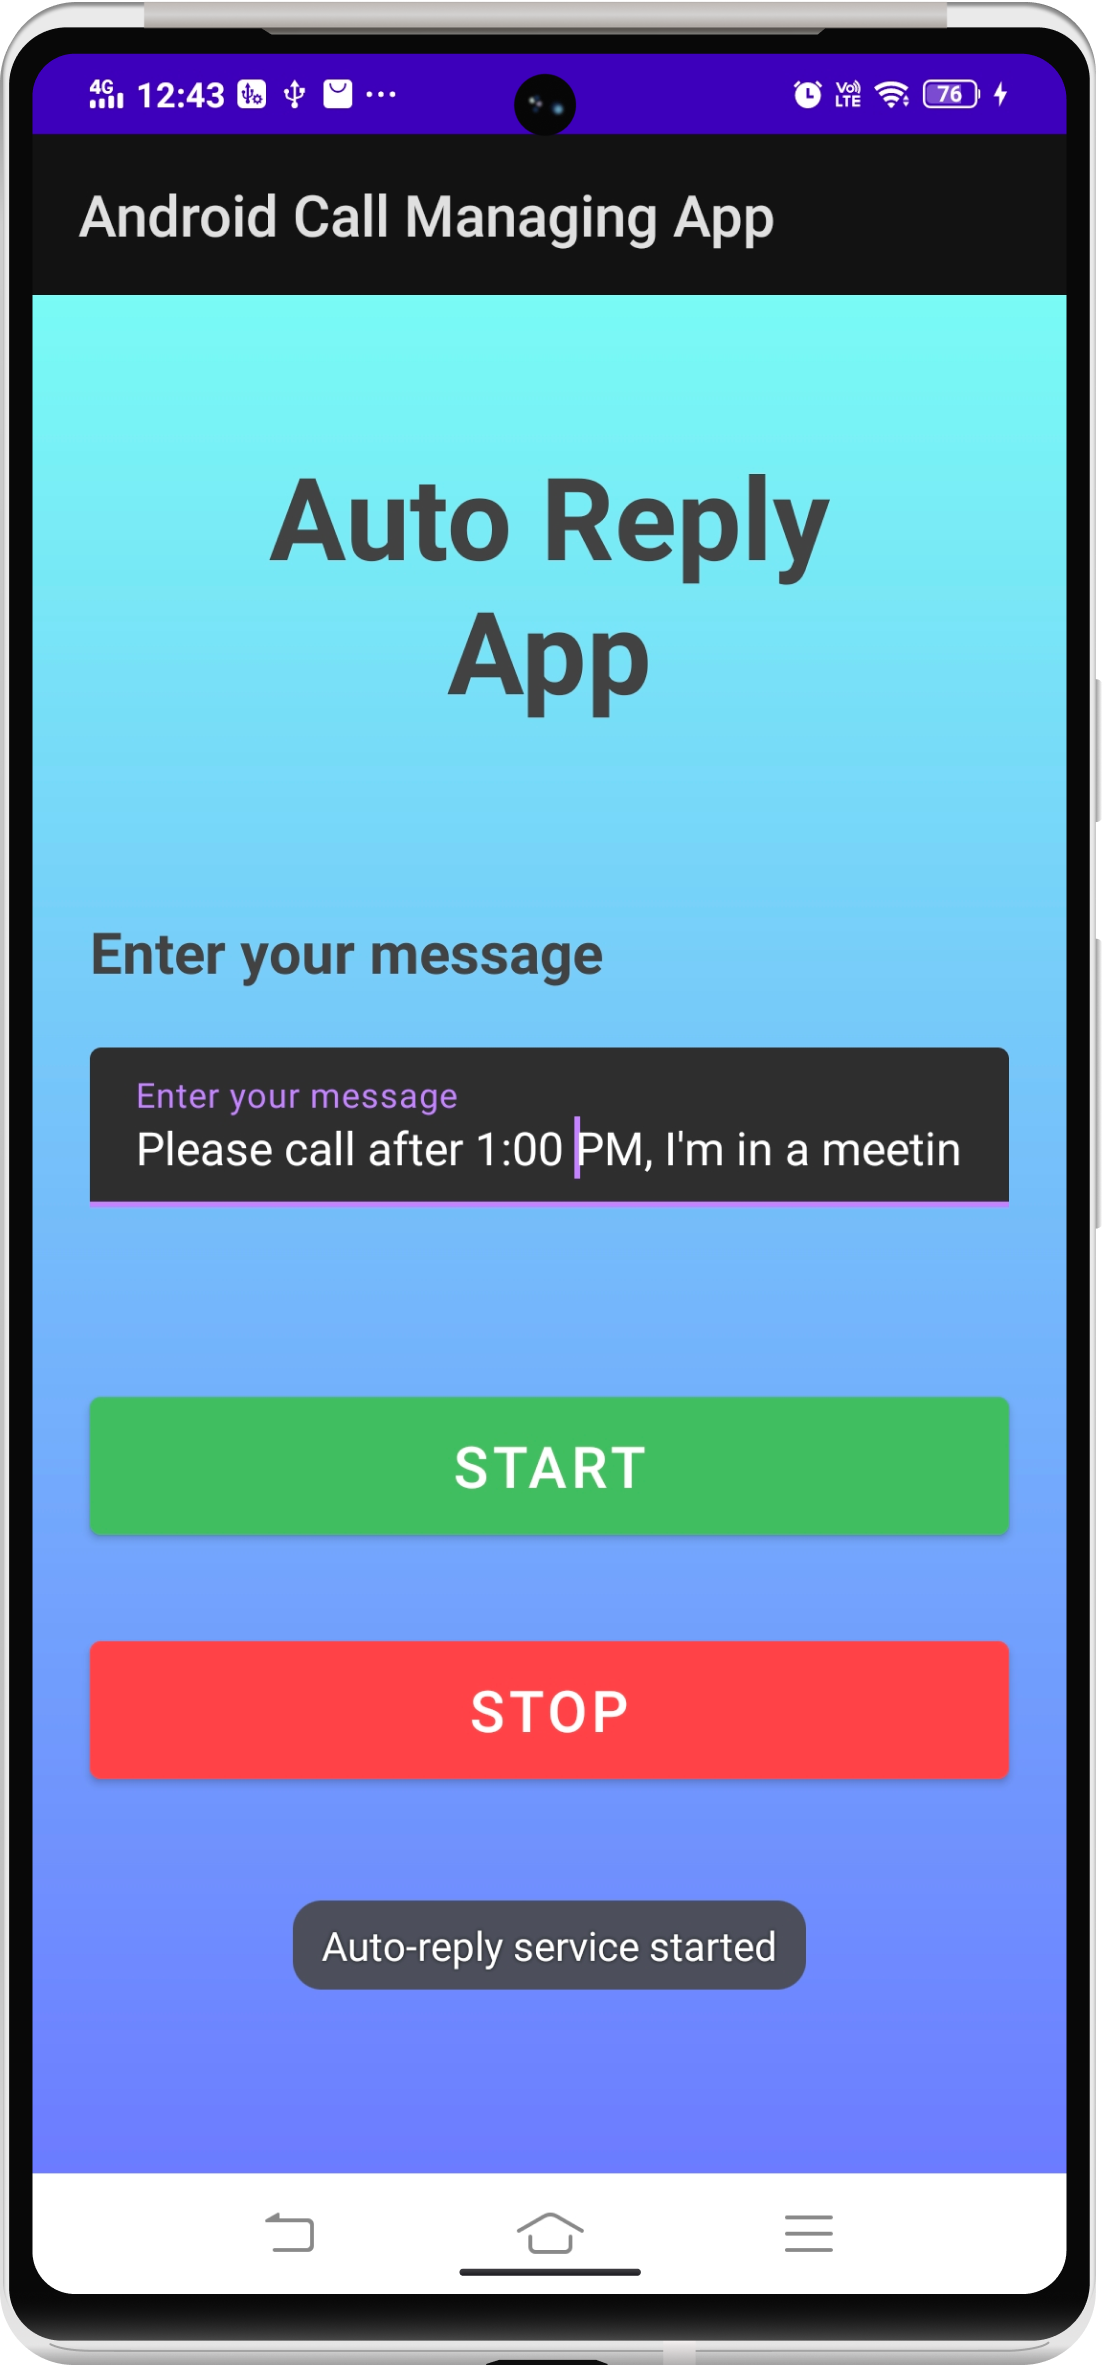 4G 12:43 Vo) LTE 76
Android Call Managing App
Auto Reply
App
Enter your message
Enter your message
Please call after 1:00 PM, I'm in a meetin
START
STOP
Auto-reply service started